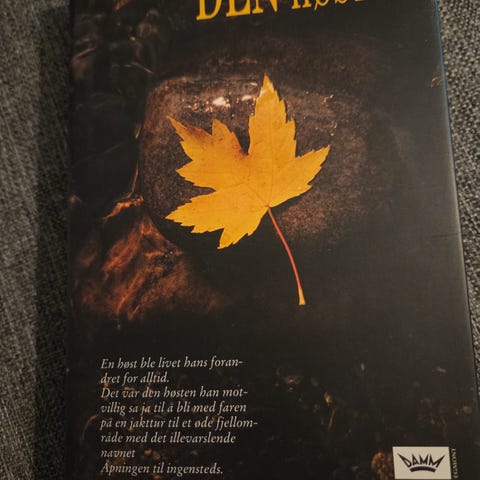 DEN
En høst ble livet hans foran-
dret for alltid.
Det var den høsten han mot-
villig sa ja til å bli med faren
på en jakttur til et øde fjellom-
råde med det illevarslende
navnet
Åpningen til ingensteds.
DAMM
EGMONT